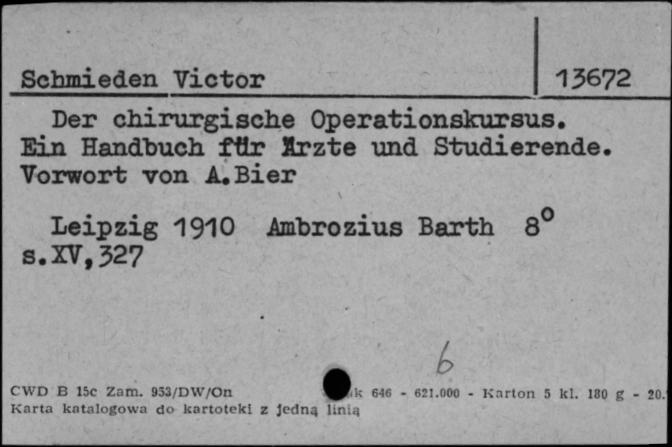 Schmieden Victor 13672
Der chirurgische Operationskursus.
Ein Handbuch für Ärzte und Studierende.
Vorwort von A.Bier
Leipzig 1910 Ambrozius Barth 8°
s.XV,327
6
CWD B 15c Zam. 953/DW/On 646 - 621.000 - Karton 5 kl. 180 g - 20.
Karta katalogowa do kartoteki z jedną linią